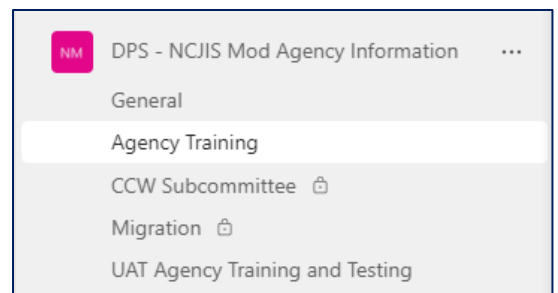 NM DPS - NCJIS Mod Agency Information ...
General
Agency Training
CCW Subcommittee
Migration
UAT Agency Training and Testing